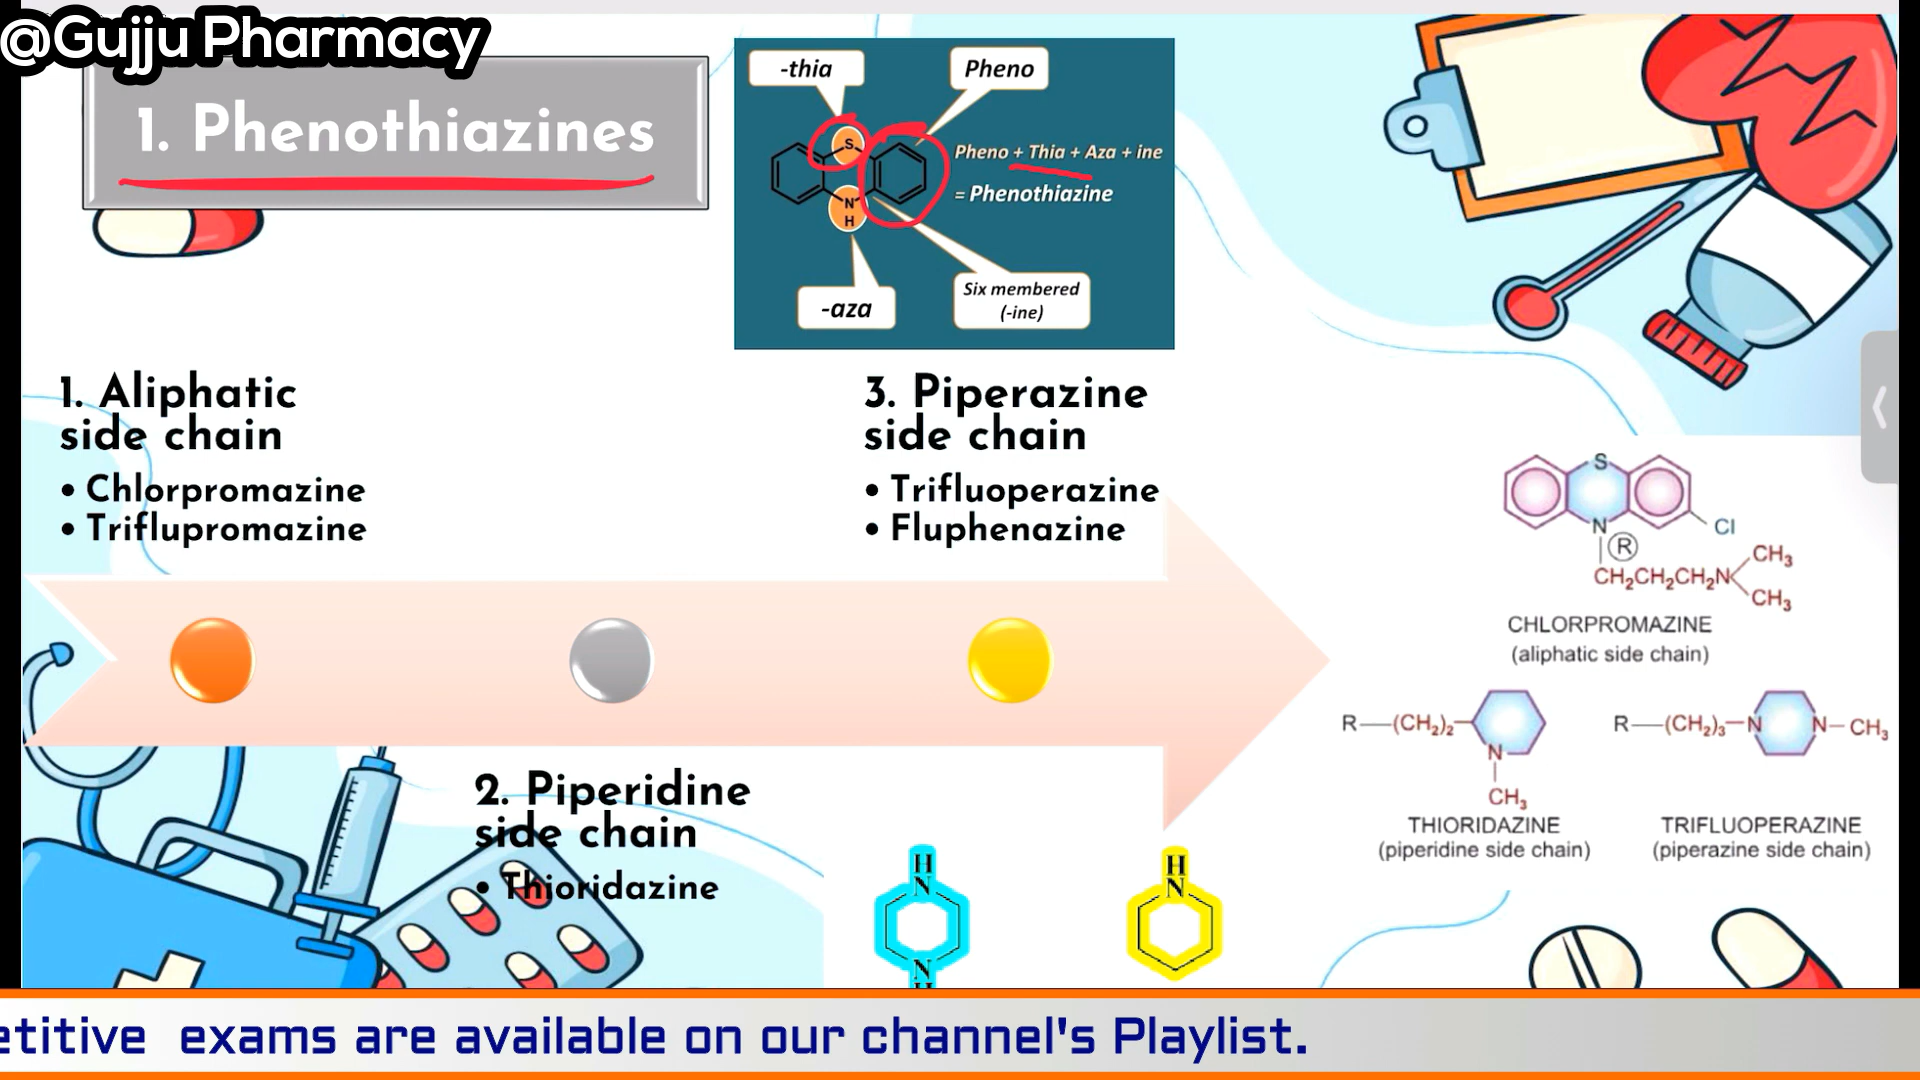 @Gujju Pharmacy
1. Phenothiazines
-thia
Pheno
S
N
H
Pheno + Thia + Aza + ine
= Phenothiazine
-aza
Six membered
(-ine)
1. Aliphatic
side chain
• Chlorpromazine
• Triflupromazine
3. Piperazine
side chain
• Trifluoperazine
• Fluphenazine
2. Piperidine
side chain
• Thioridazine
S
N
Cl
R
CH3
CH2CH2CH2N
CH3
CHLORPROMAZINE
(aliphatic side chain)
R—(CH2)2—
N
CH3
THIORIDAZINE
(piperidine side chain)
R—(CH2)3—N N—CH3
TRIFLUOPERAZINE
(piperazine side chain)
H
N
N
H
H
N
etitive exams are available on our channel's Playlist.